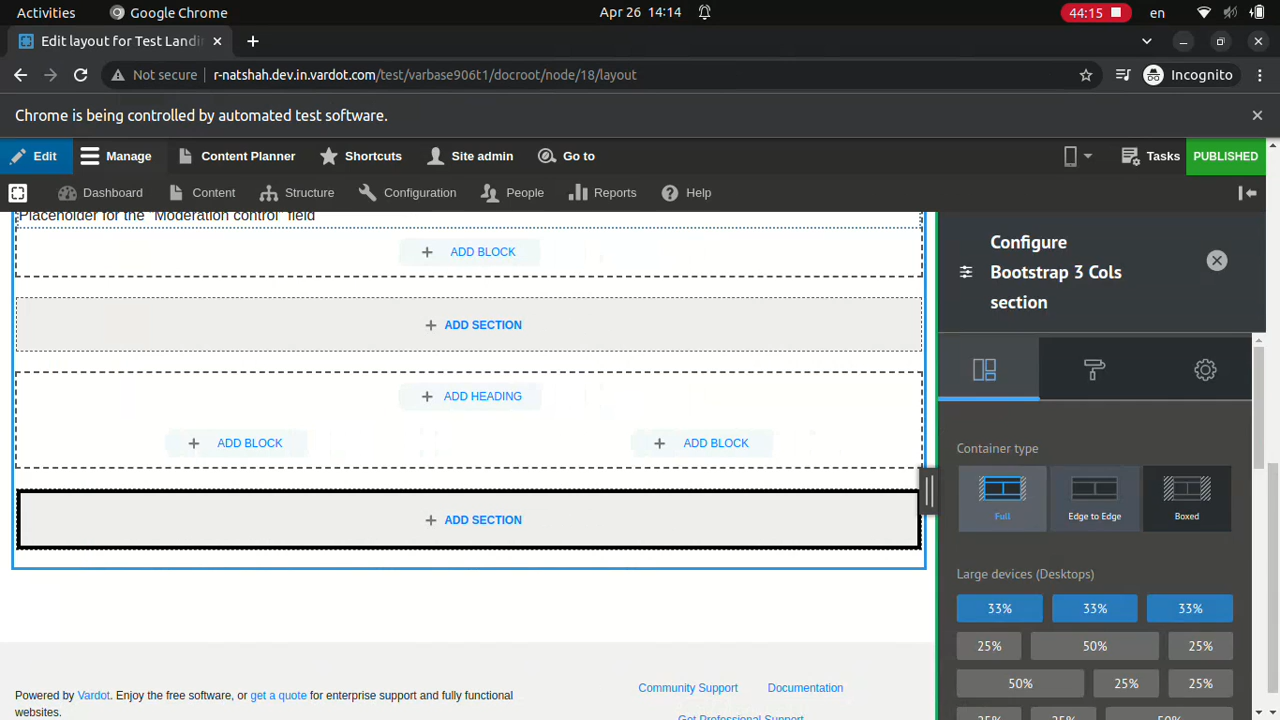 Activities
Google Chrome
Apr 26 14:14
44:15
en
Edit layout for Test Landi
Not secure
r-natshah.dev.in.vardot.com/test/varbase906t1/docroot/node/18/layout
Incognito
Chrome is being controlled by automated test software.
Edit
Manage
Content Planner
Shortcuts
Site admin
Go to
Tasks
PUBLISHED
Dashboard
Content
Structure
Configuration
People
Reports
Help
Placeholder for the "Moderation control" field
ADD BLOCK
ADD SECTION
ADD HEADING
ADD BLOCK
ADD BLOCK
ADD SECTION
Powered by Vardot. Enjoy the free software, or get a quote for enterprise support and fully functional
websites.
Community Support
Documentation
Get Professional Support
Configure
Bootstrap 3 Cols
section
Container type
Full
Edge to Edge
Boxed
Large devices (Desktops)
33% 33% 33%
25% 50% 25%
50% 25% 25%
25% 25% 50%